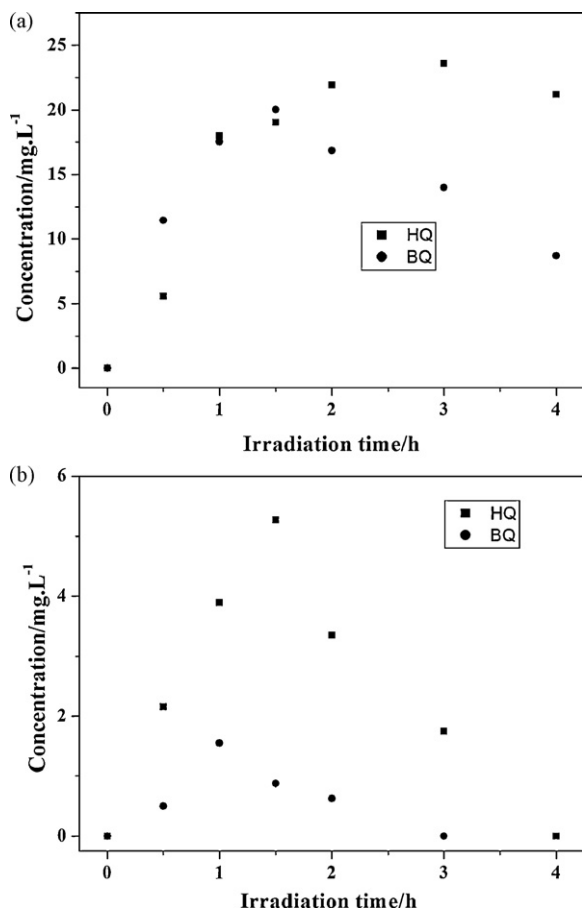 (a)
25
20
15
10
5
0
Concentration/mg.L⁻¹
HQ
BQ
0 1 2 3 4
Irradiation time/h
(b)
6
4
2
0
Concentration/mg.L⁻¹
HQ
BQ
0 1 2 3 4
Irradiation time/h